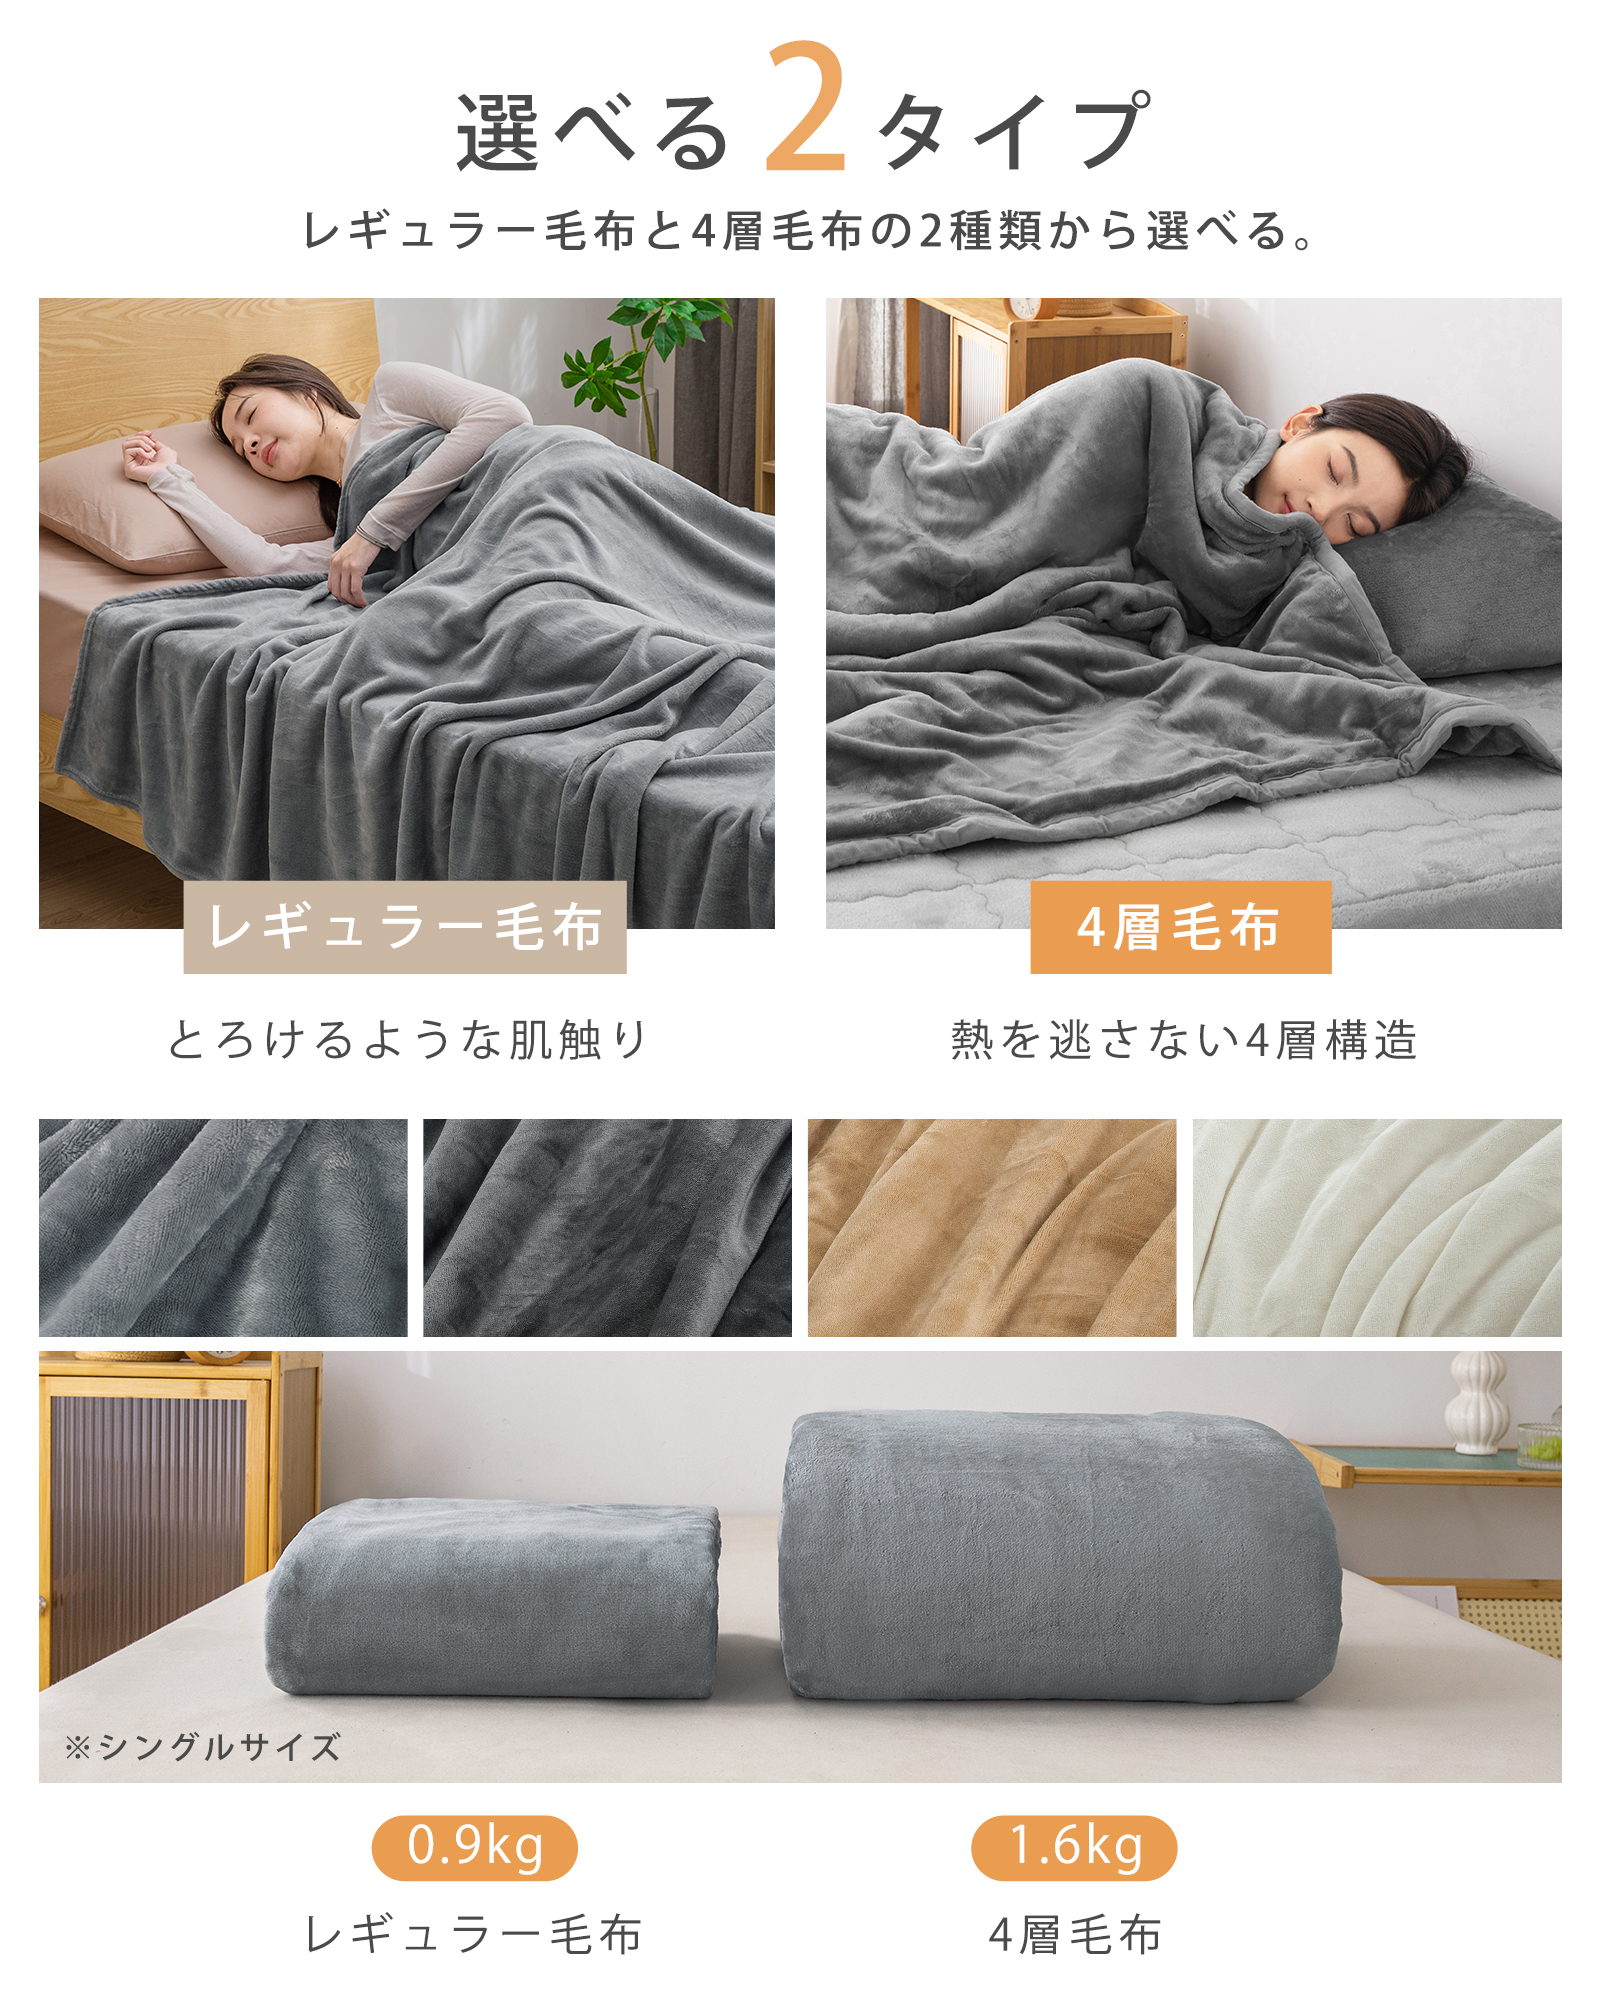 選べる2タイプ
レギュラー毛布と4層毛布の2種類から選べる。
レギュラー毛布
4層毛布
とろけるような肌触り
熱を逃さない4層構造
※シングルサイズ
0.9kg
1.6kg
レギュラー毛布
4層毛布